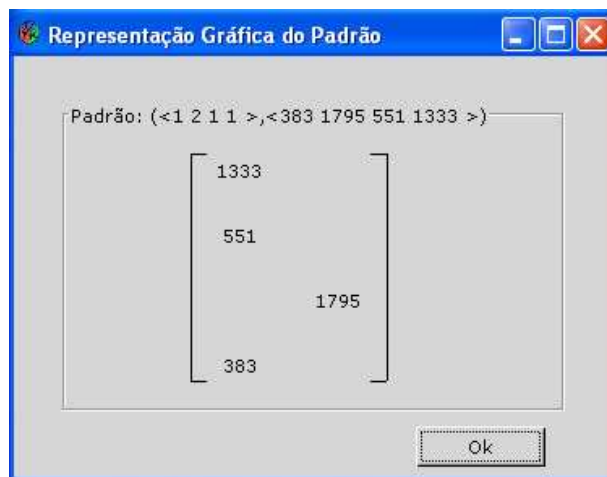 Representação Gráfica do Padrão
Padrão: (<1 2 1 1 >,<383 1795 551 1333 >)
1333
551
1795
383
Ok